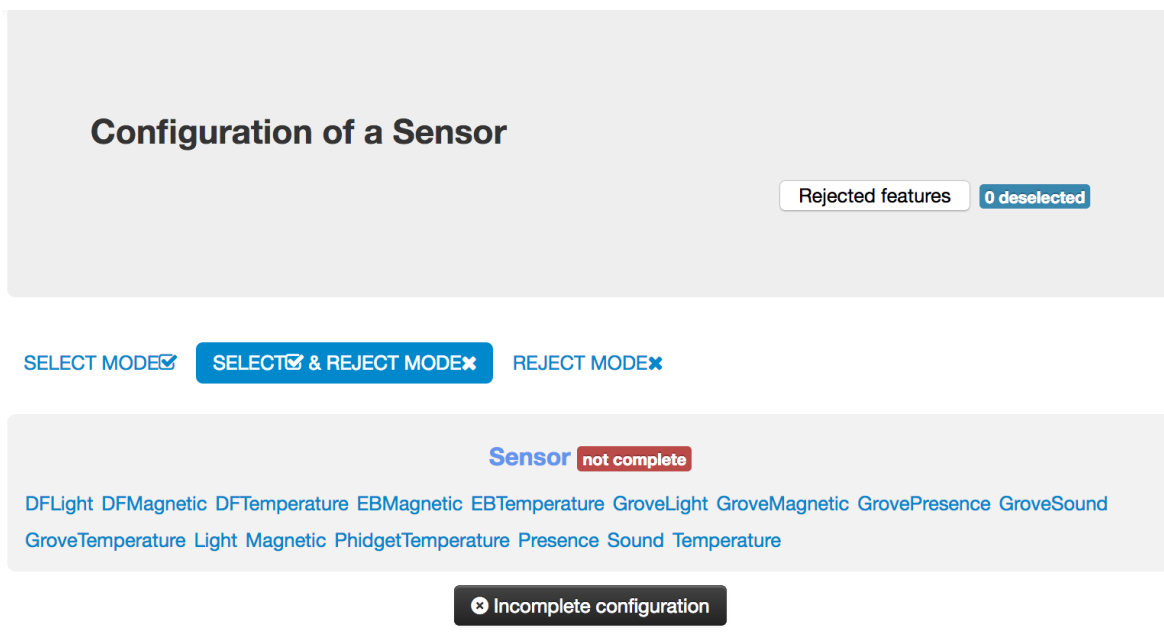 Configuration of a Sensor
Rejected features 0 deselected
SELECT MODE SELECT & REJECT MODE REJECT MODE
Sensor not complete
DFLight DFMagnetic DFTemperature EBMagnetic EBTemperature GroveLight GroveMagnetic GrovePresence GroveSound
GroveTemperature Light Magnetic PhidgetTemperature Presence Sound Temperature
Incomplete configuration